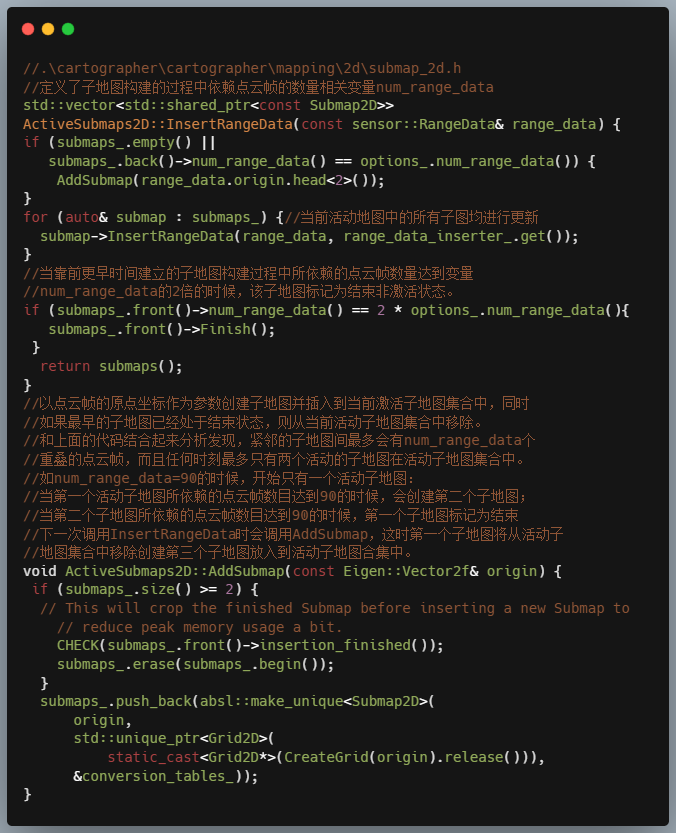 //.\cartographer\cartographer\mapping\2d\submap_2d.h
//定义了子地图构建的过程中依赖点云帧的数量相关变量num_range_data
std::vector<std::shared_ptr<const Submap2D>>
ActiveSubmaps2D::InsertRangeData(const sensor::RangeData& range_data) {
if (submaps_.empty() ||
   submaps_.back()->num_range_data() == options_.num_range_data()) {
    AddSubmap(range_data.origin.head<2>());
}
for (auto& submap : submaps_) {//当前活动地图中的所有子图均进行更新
  submap->InsertRangeData(range_data, range_data_inserter_.get());
}
//当靠前更早时间建立的子地图构建过程中所依赖的点云帧数量达到变量
//num_range_data的2倍的时候，该子地图标记为结束非激活状态。
if (submaps_.front()->num_range_data() == 2 * options_.num_range_data(){
   submaps_.front()->Finish();
 }
  return submaps();
}
//以点云帧的原点坐标作为参数创建子地图并插入到当前激活子地图集合中，同时
//如果最早的子地图已经处于结束状态，则从当前活动子地图集合中移除。
//和上面的代码结合起来分析发现，紧邻的子地图间最多会有num_range_data个
//重叠的点云帧，而且任何时刻最多只有两个活动的子地图在活动子地图集合中。
//如num_range_data=90的时候，开始只有一个活动子地图：
//当第一个活动子地图所依赖的点云帧数目达到90的时候，会创建第二个子地图；
//当第二个子地图所依赖的点云帧数目达到90的时候，第一个子地图标记为结束
//下一次调用InsertRangeData时会调用AddSubmap，这时第一个子地图将从活动子
//地图集合中移除创建第三个子地图放入到活动子地图合集中。
void ActiveSubmaps2D::AddSubmap(const Eigen::Vector2f& origin) {
 if (submaps_.size() >= 2) {
  // This will crop the finished Submap before inserting a new Submap to
    // reduce peak memory usage a bit.
    CHECK(submaps_.front()->insertion_finished());
    submaps_.erase(submaps_.begin());
  }
  submaps_.push_back(absl::make_unique<Submap2D>(
      origin,
      std::unique_ptr<Grid2D>(
          static_cast<Grid2D*>(CreateGrid(origin).release())),
      &conversion_tables_));
}